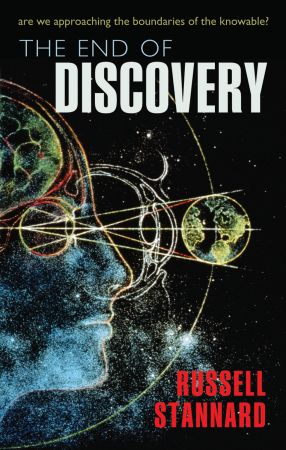 are we approaching the boundaries of the knowable?
THE END OF
DISCOVERY
RUSSELL
STANNARD